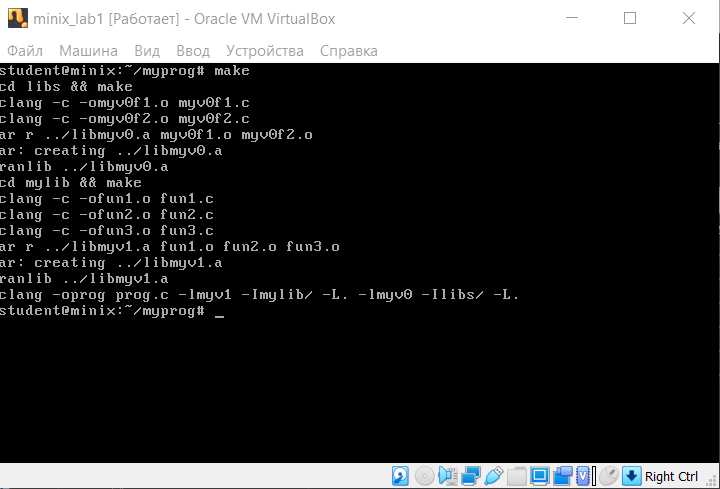 minix_lab1 [Работает] - Oracle VM VirtualBox
Файл Машина Вид Ввод Устройства Справка
student@minix:~/myprog# make
cd libs && make
clang -c -omyv0f1.o myv0f1.c
clang -c -omyv0f2.o myv0f2.c
ar r ../libmyv0.a myv0f1.o myv0f2.o
ar: creating ../libmyv0.a
ranlib ../libmyv0.a
cd mylib && make
clang -c -ofun1.o fun1.c
clang -c -ofun2.o fun2.c
clang -c -ofun3.o fun3.c
ar r ../libmyv1.a fun1.o fun2.o fun3.o
ar: creating ../libmyv1.a
ranlib ../libmyv1.a
clang -oprog prog.c -lmyv1 -Imylib/ -L. -lmyv0 -Ilibs/ -L.
student@minix:~/myprog# _
Right Ctrl